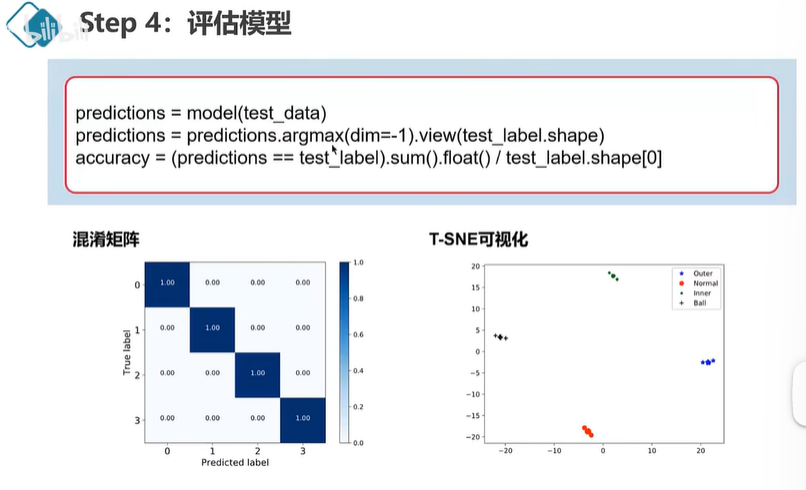 bilibili
Step 4：评估模型
predictions = model(test_data)
predictions = predictions.argmax(dim=-1).view(test_label.shape)
accuracy = (predictions == test_label).sum().float() / test_label.shape[0]
混淆矩阵
True label
0
1
2
3
1.00 0.00 0.00 0.00
0.00 1.00 0.00 0.00
0.00 0.00 1.00 0.00
0.00 0.00 0.00 1.00
0 1 2 3
Predicted label
1.0
0.8
0.6
0.4
0.2
0.0
T-SNE可视化
20
15
10
5
0
−5
−10
−15
−20
−20 −10 0 10 20
Outer
Normal
Inner
Ball